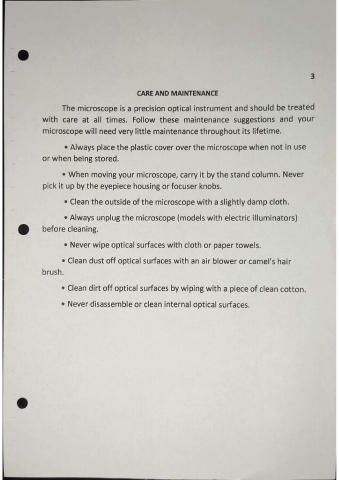 3
CARE AND MAINTENANCE
The microscope is a precision optical instrument and should be treated
with care at all times. Follow these maintenance suggestions and your
microscope will need very little maintenance throughout its lifetime.
• Always place the plastic cover over the microscope when not in use
or when being stored.
• When moving your microscope, carry it by the stand column. Never
pick it up by the eyepiece housing or focuser knobs.
• Clean the outside of the microscope with a slightly damp cloth.
• Always unplug the microscope (models with electric illuminators)
before cleaning.
• Never wipe optical surfaces with cloth or paper towels.
• Clean dust off optical surfaces with an air blower or camel's hair
brush.
• Clean dirt off optical surfaces by wiping with a piece of clean cotton.
• Never disassemble or clean internal optical surfaces.